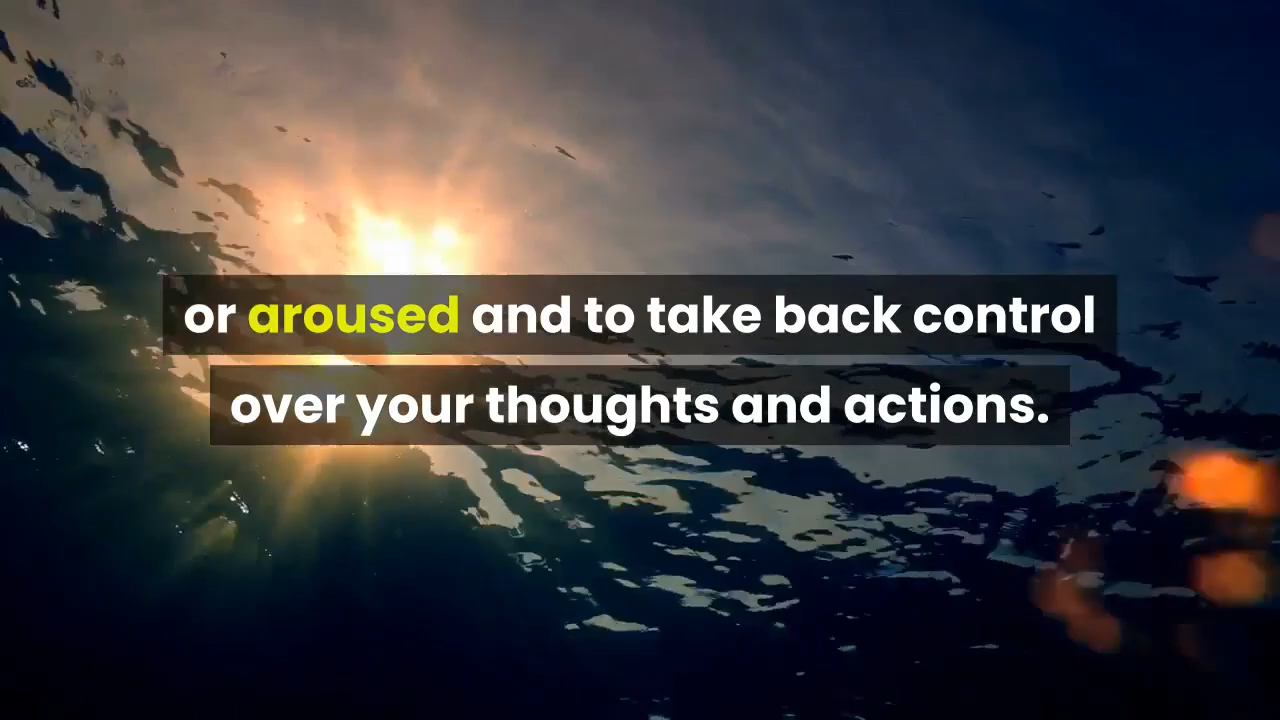 or aroused and to take back control
over your thoughts and actions.